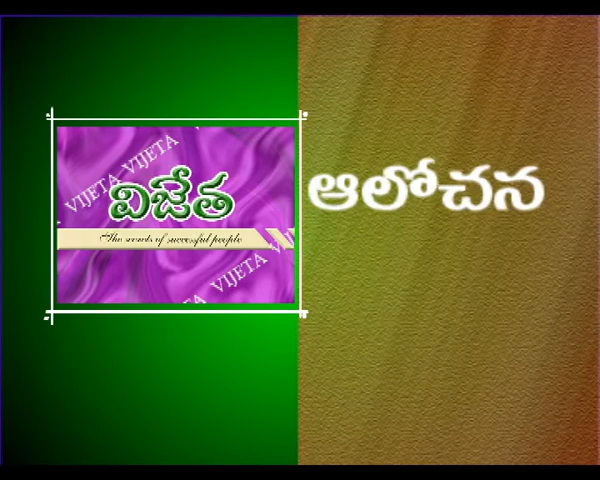 VIJETA VIJETA
విజేత
The secrets of successful people
VIJETA
ఆలోచన